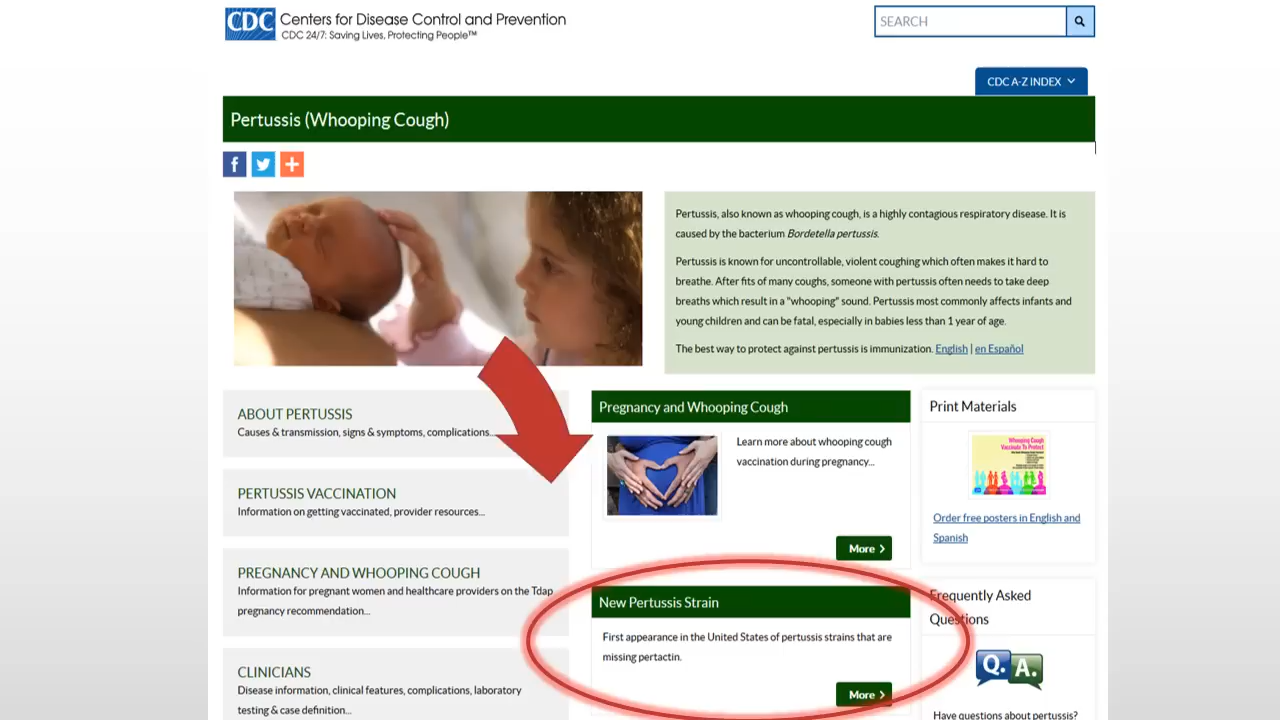 CDC Centers for Disease Control and Prevention
CDC 24/7: Saving Lives, Protecting People™
SEARCH
CDC A-Z INDEX
Pertussis (Whooping Cough)
Pertussis, also known as whooping cough, is a highly contagious respiratory disease. It is
caused by the bacterium Bordetella pertussis.
Pertussis is known for uncontrollable, violent coughing which often makes it hard to
breathe. After fits of many coughs, someone with pertussis often needs to take deep
breaths which result in a "whooping" sound. Pertussis most commonly affects infants and
young children and can be fatal, especially in babies less than 1 year of age.
The best way to protect against pertussis is immunization. English | en Español
ABOUT PERTUSSIS
Causes & transmission, signs & symptoms, complications...
PERTUSSIS VACCINATION
Information on getting vaccinated, provider resources...
PREGNANCY AND WHOOPING COUGH
Information for pregnant women and healthcare providers on the Tdap
pregnancy recommendation...
CLINICIANS
Disease information, clinical features, complications, laboratory
testing & case definition...
Pregnancy and Whooping Cough
Learn more about whooping cough
vaccination during pregnancy...
More
New Pertussis Strain
First appearance in the United States of pertussis strains that are
missing pertactin.
More
Print Materials
Whooping Cough
Vaccinate To Protect
Order free posters in English and
Spanish
Frequently Asked
Questions
Q. A.
Have questions about pertussis?